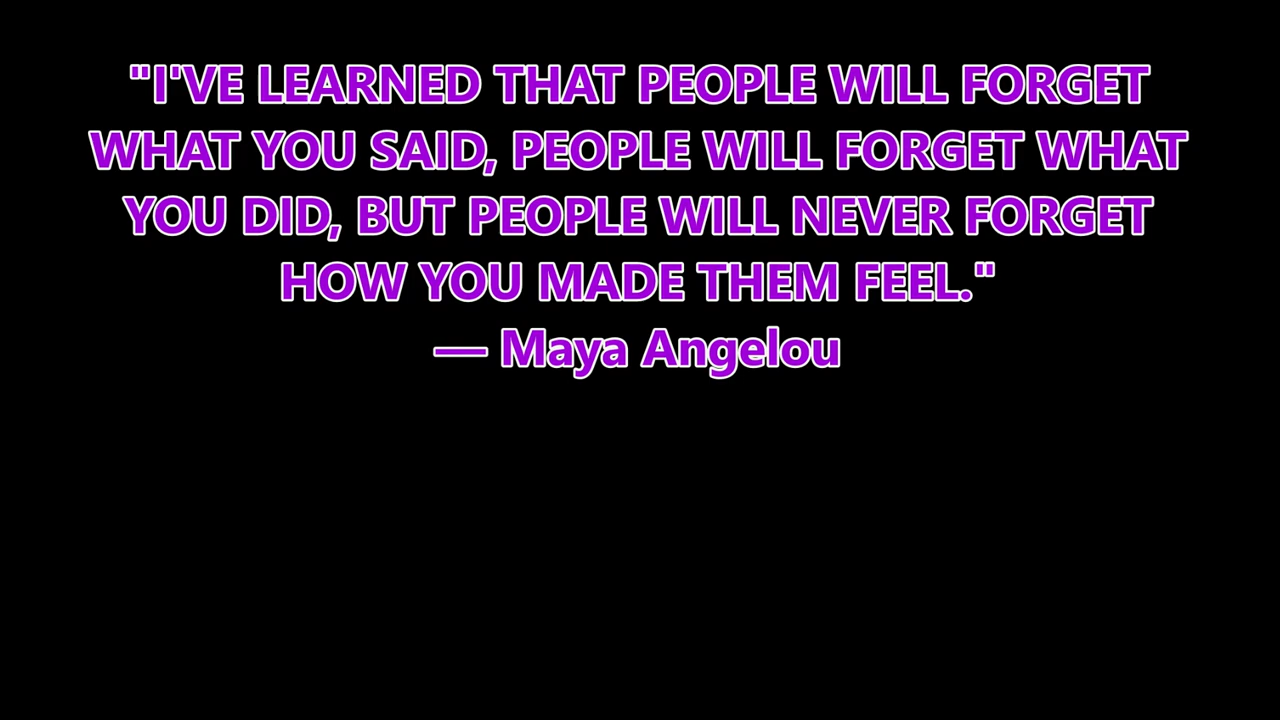 "I'VE LEARNED THAT PEOPLE WILL FORGET
WHAT YOU SAID, PEOPLE WILL FORGET WHAT
YOU DID, BUT PEOPLE WILL NEVER FORGET
HOW YOU MADE THEM FEEL."
— Maya Angelou